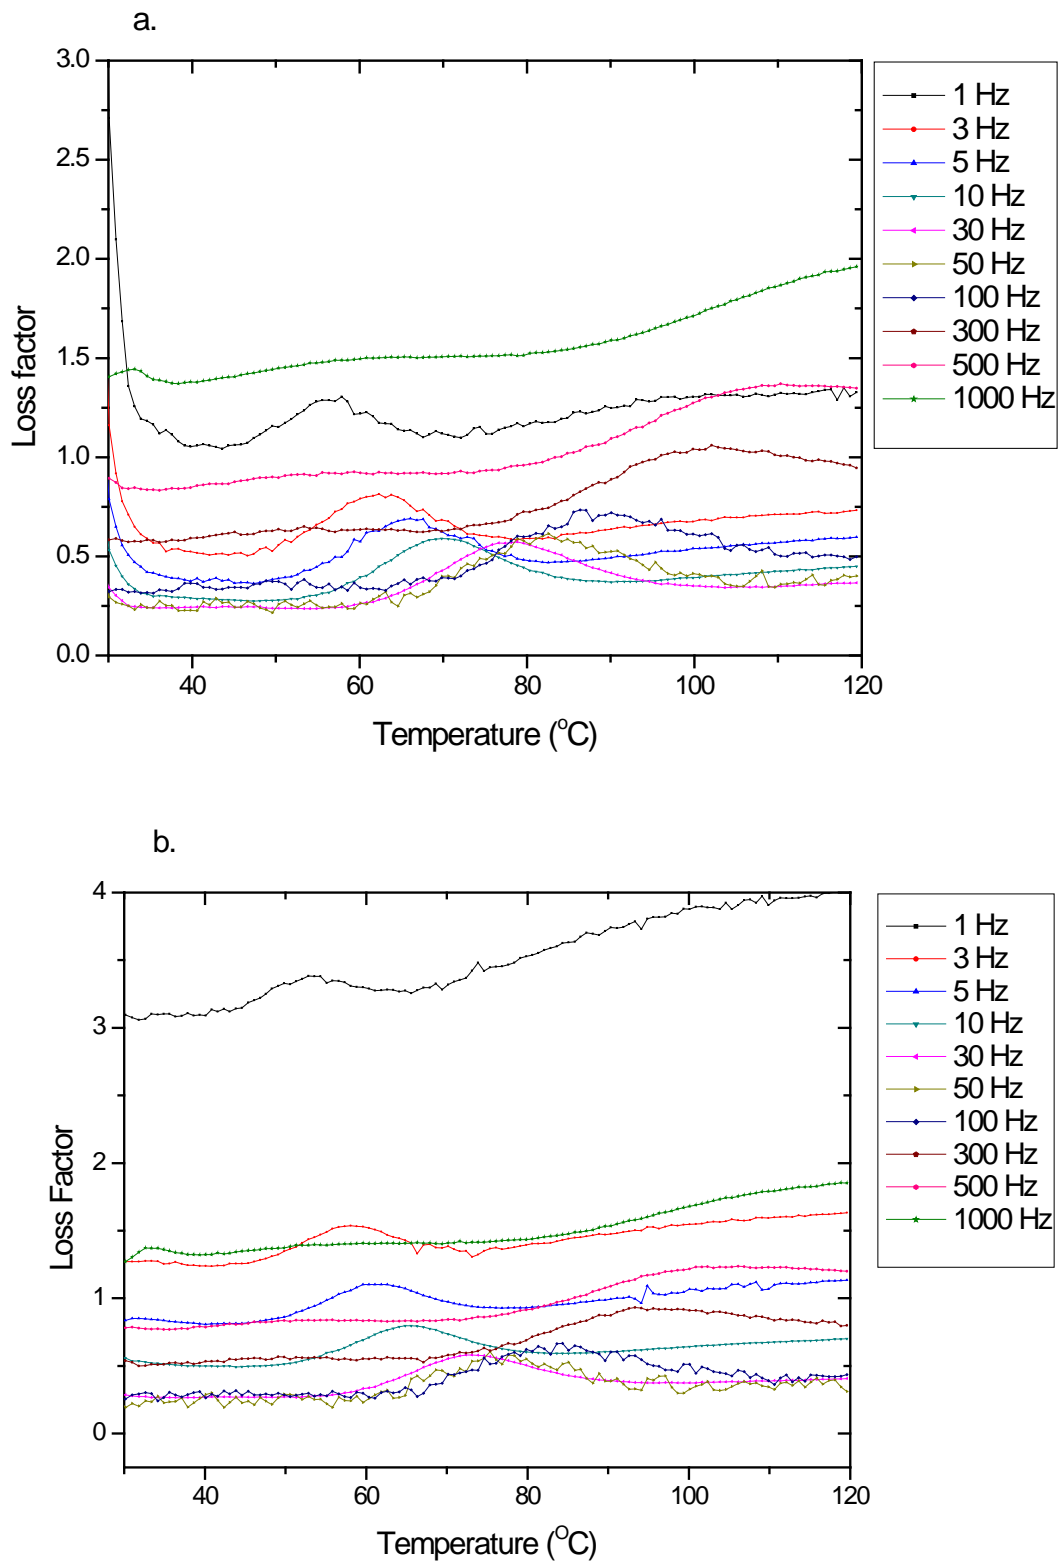 a.
3.0
2.5
2.0
1.5
1.0
0.5
0.0
Loss factor
40
60
80
100
120
Temperature (°C)
1 Hz
3 Hz
5 Hz
10 Hz
30 Hz
50 Hz
100 Hz
300 Hz
500 Hz
1000 Hz
b.
4
3
2
1
0
Loss Factor
40
60
80
100
120
Temperature (°C)
1 Hz
3 Hz
5 Hz
10 Hz
30 Hz
50 Hz
100 Hz
300 Hz
500 Hz
1000 Hz